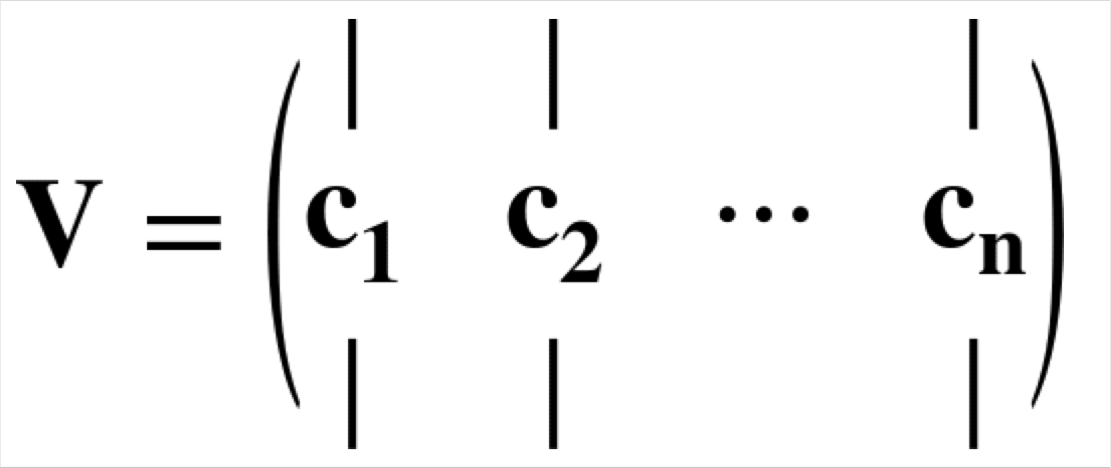 | | |
V = ( c₁ c₂ ⋯ cₙ )
| | |